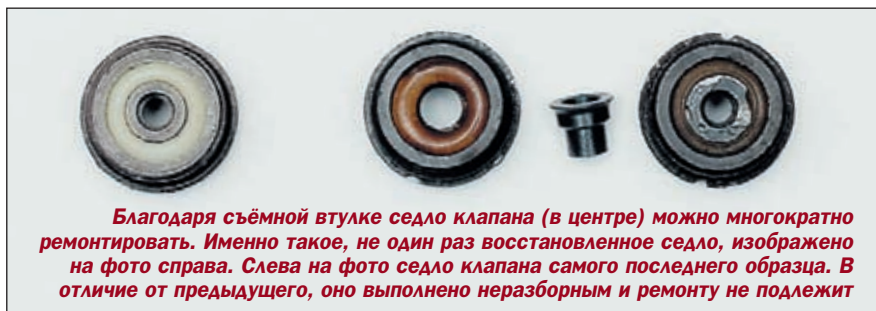 Благодаря съёмной втулке седло клапана (в центре) можно многократно
ремонтировать. Именно такое, не один раз восстановленное седло, изображено
на фото справа. Слева на фото седло клапана самого последнего образца. В
отличие от предыдущего, оно выполнено неразборным и ремонту не подлежит